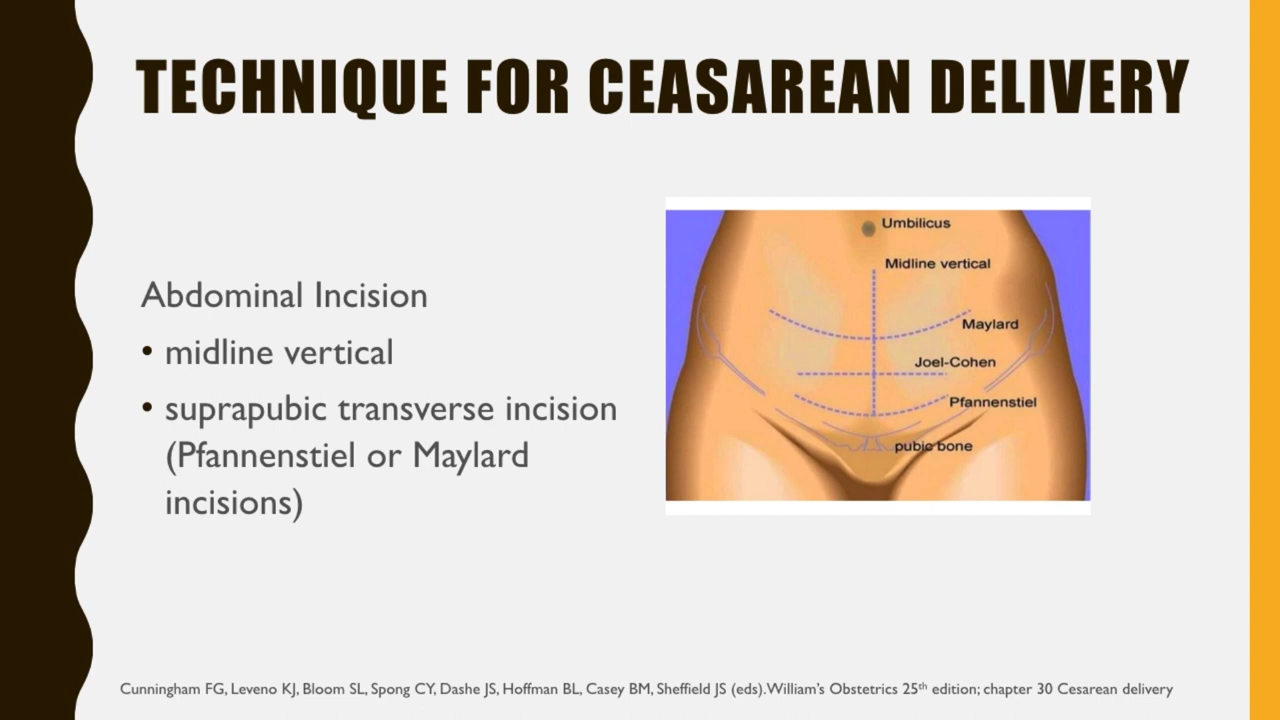 TECHNIQUE FOR CEASAREAN DELIVERY
Abdominal Incision
• midline vertical
• suprapubic transverse incision
(Pfannenstiel or Maylard
incisions)
Umbilicus
Midline vertical
Maylard
Joel-Cohen
Pfannenstiel
pubic bone
Cunningham FG, Leveno KJ, Bloom SL, Spong CY, Dashe JS, Hoffman BL, Casey BM, Sheffield JS (eds).William’s Obstetrics 25th edition; chapter 30 Cesarean delivery